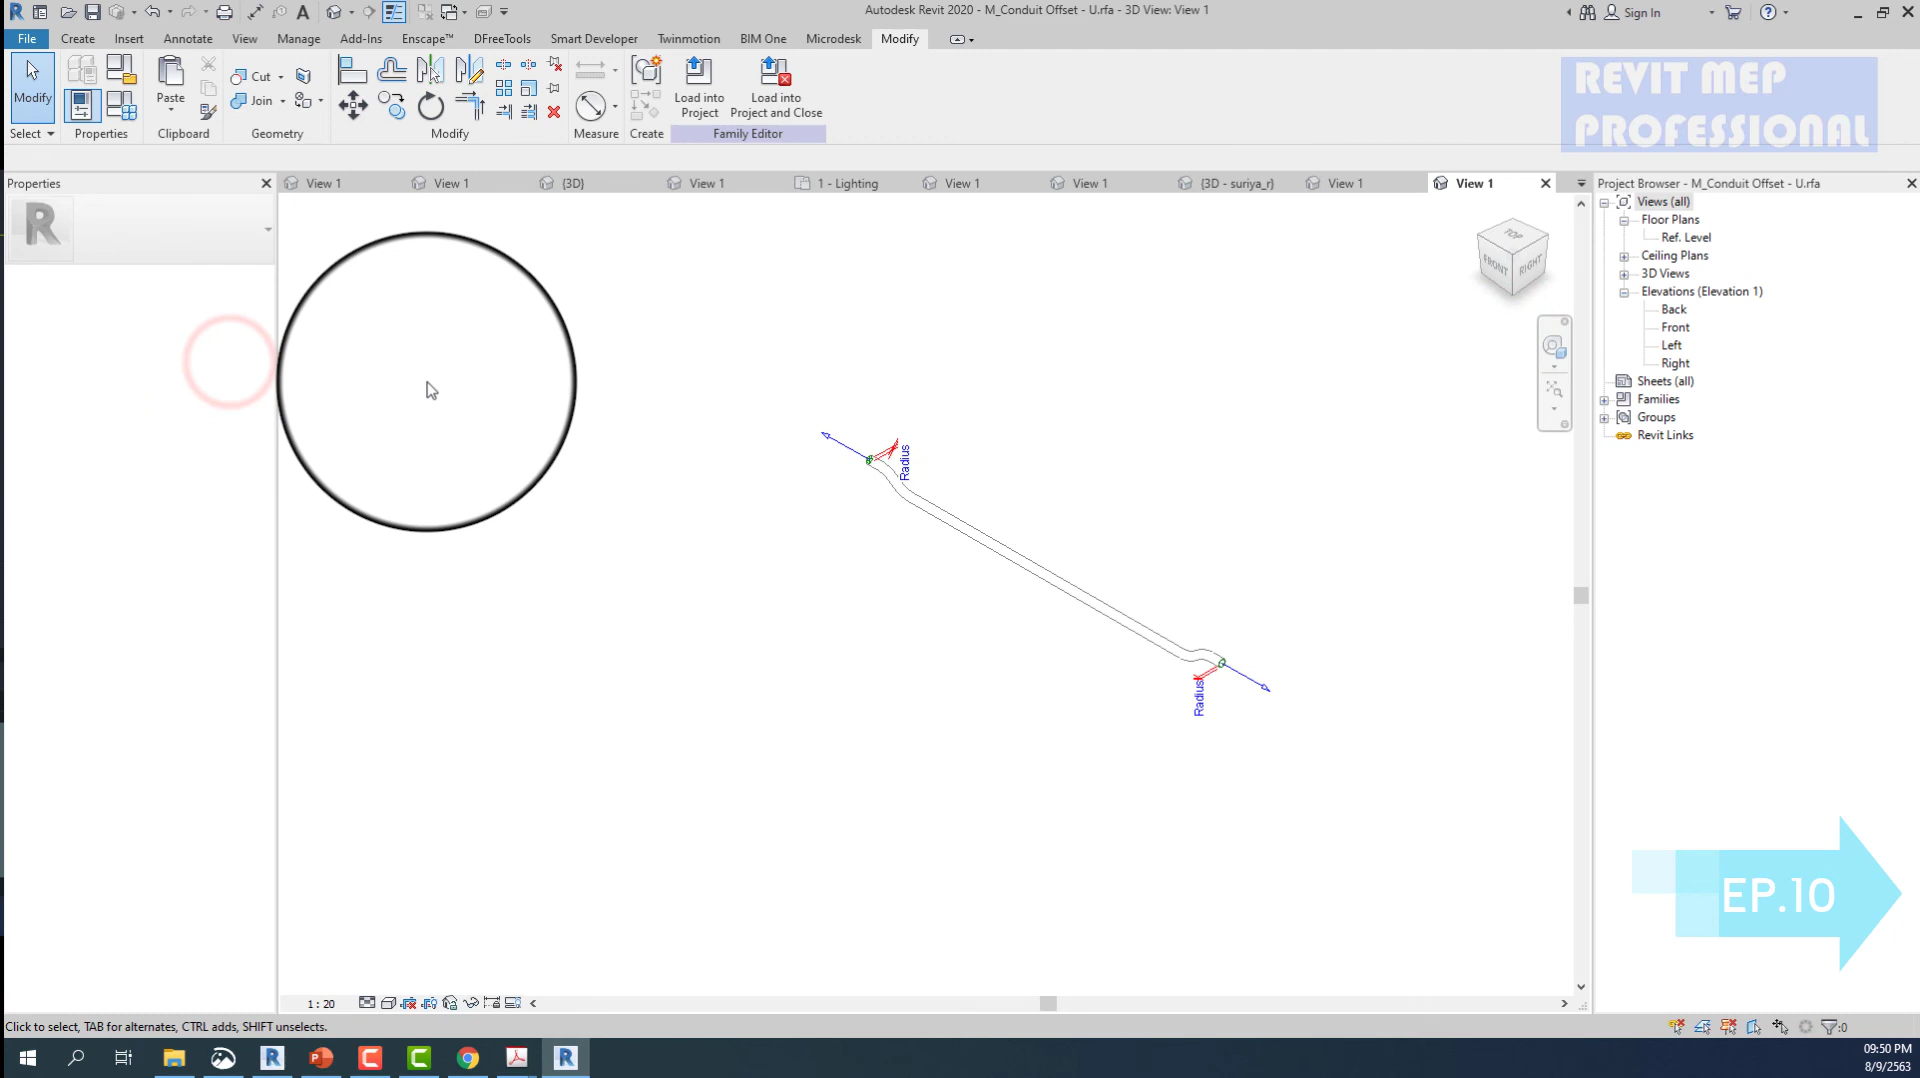 Autodesk Revit 2020 - M_Conduit Offset - U.rfa - 3D View: View 1
Sign In
File Create Insert Annotate View Manage Add-Ins Enscape™ DFreeTools Smart Developer Twinmotion BIM One Microdesk Modify
Modify
Paste
Cut
Join
Load into
Project
Load into
Project and Close
Select Properties Clipboard Geometry Modify Measure Create Family Editor
REVIT MEP
PROFESSIONAL
Properties
View 1 View 1 {3D} View 1 1 - Lighting View 1 View 1 {3D - suriya_r} View 1 View 1
Project Browser - M_Conduit Offset - U.rfa
R
TOP
FRONT
RIGHT
Views (all)
Floor Plans
Ref. Level
Ceiling Plans
3D Views
Elevations (Elevation 1)
Back
Front
Left
Right
Sheets (all)
Families
Groups
Revit Links
Radius
Radius
EP.10
1 : 20
Click to select, TAB for alternates, CTRL adds, SHIFT unselects.
:0
09:50 PM
8/9/2563